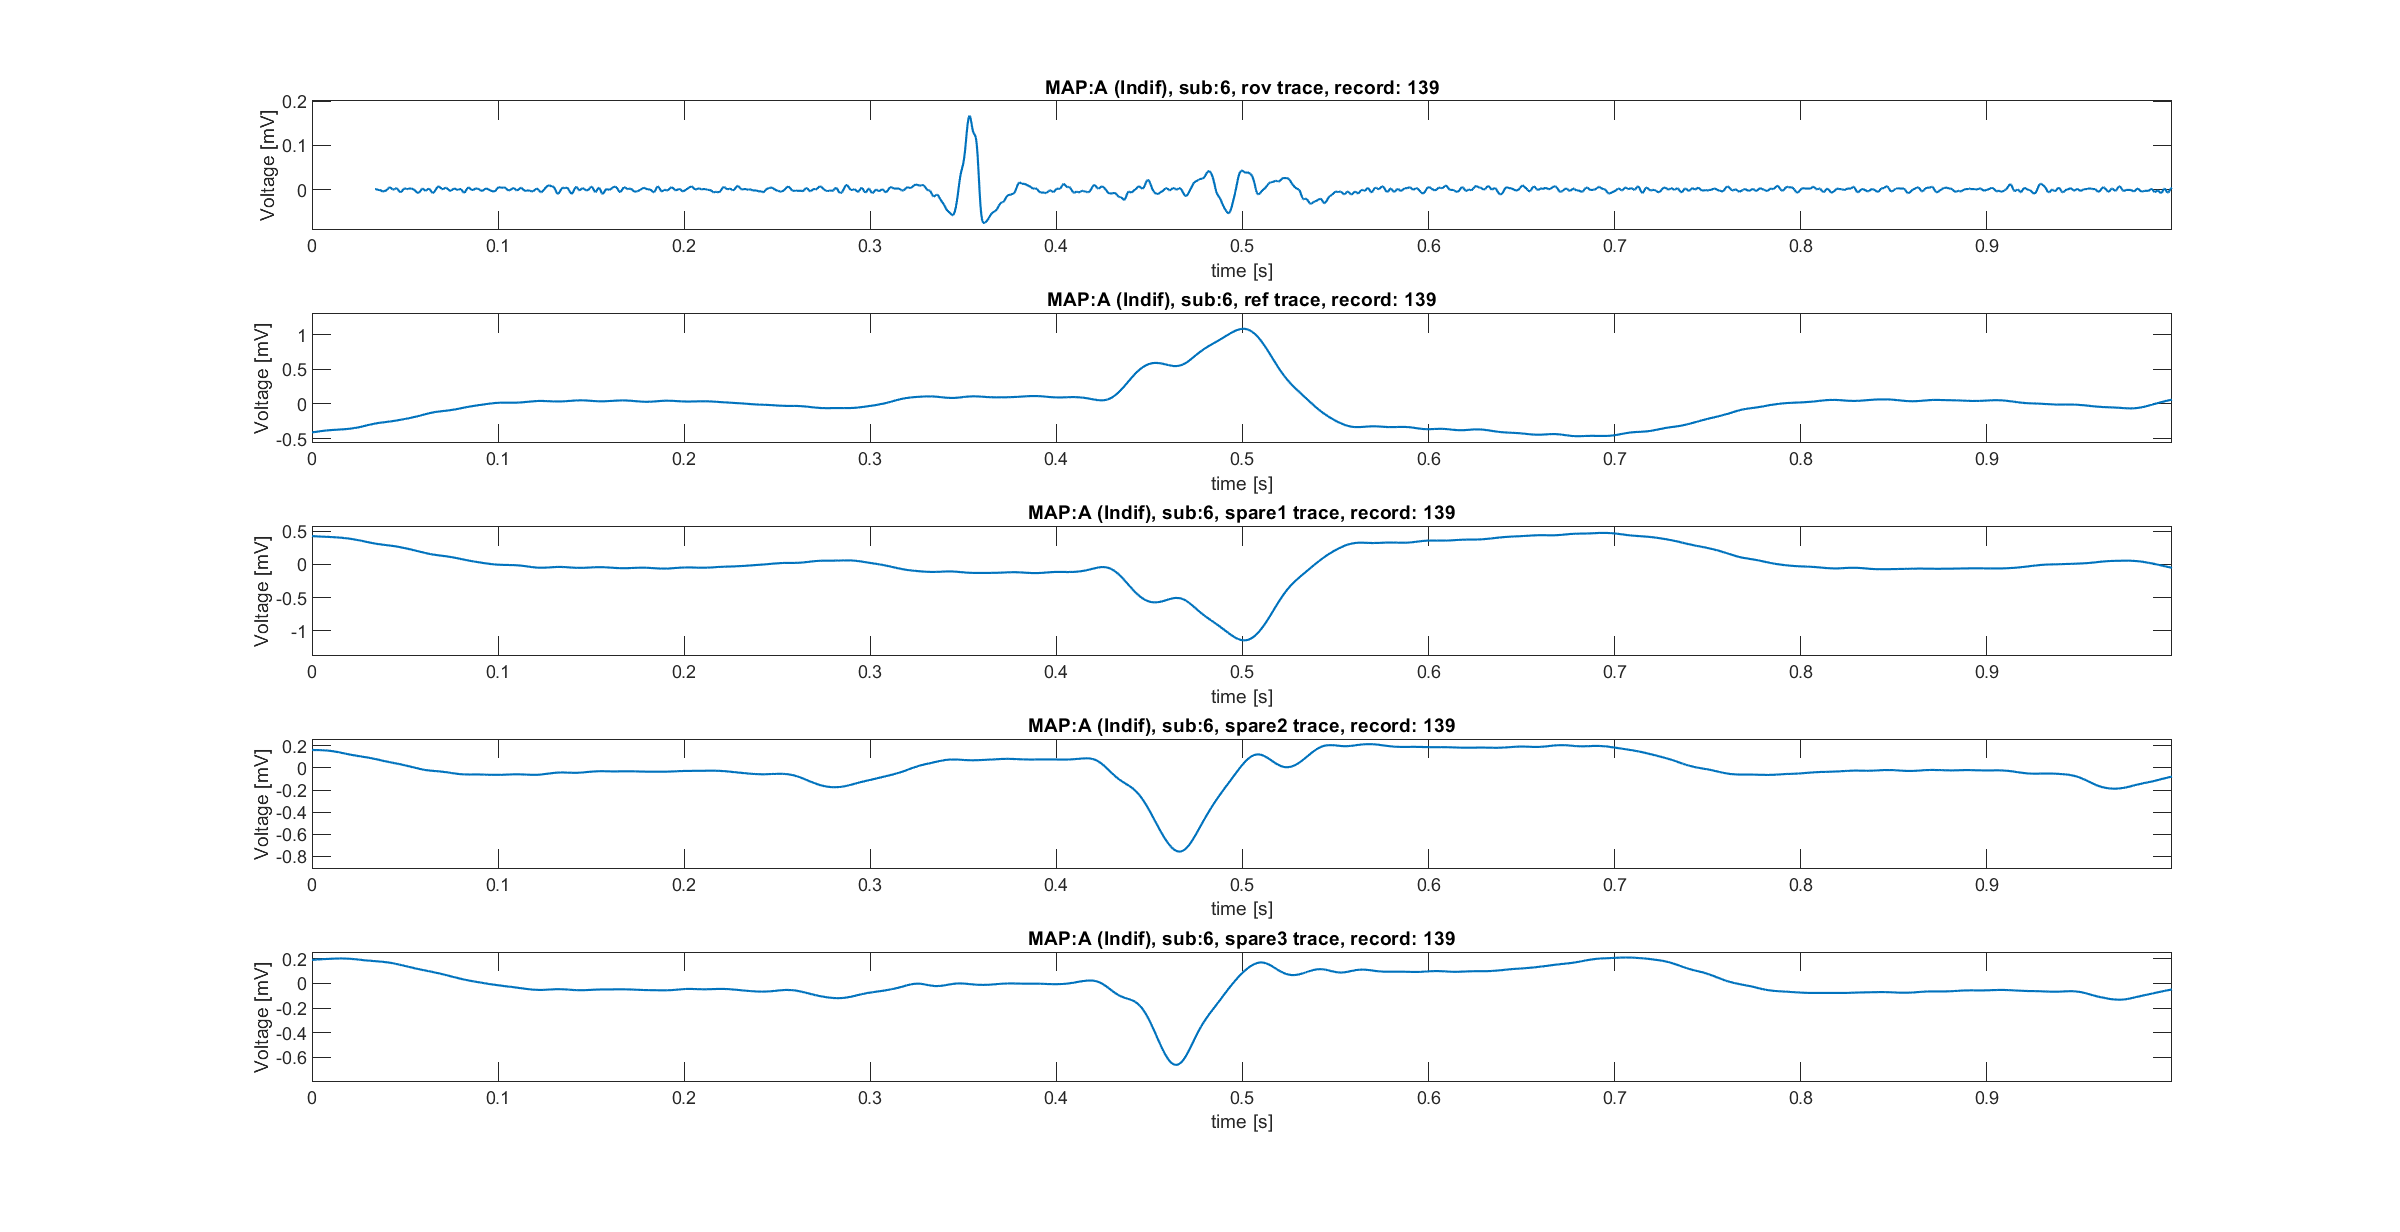 MAP:A (Indif), sub:6, rov trace, record: 139
Voltage [mV]
0.2
0.1
0
0 0.1 0.2 0.3 0.4 0.5 0.6 0.7 0.8 0.9
time [s]
MAP:A (Indif), sub:6, ref trace, record: 139
Voltage [mV]
1
0.5
0
-0.5
0 0.1 0.2 0.3 0.4 0.5 0.6 0.7 0.8 0.9
time [s]
MAP:A (Indif), sub:6, spare1 trace, record: 139
Voltage [mV]
0.5
0
-0.5
-1
0 0.1 0.2 0.3 0.4 0.5 0.6 0.7 0.8 0.9
time [s]
MAP:A (Indif), sub:6, spare2 trace, record: 139
Voltage [mV]
0.2
0
-0.2
-0.4
-0.6
-0.8
0 0.1 0.2 0.3 0.4 0.5 0.6 0.7 0.8 0.9
time [s]
MAP:A (Indif), sub:6, spare3 trace, record: 139
Voltage [mV]
0.2
0
-0.2
-0.4
-0.6
0 0.1 0.2 0.3 0.4 0.5 0.6 0.7 0.8 0.9
time [s]